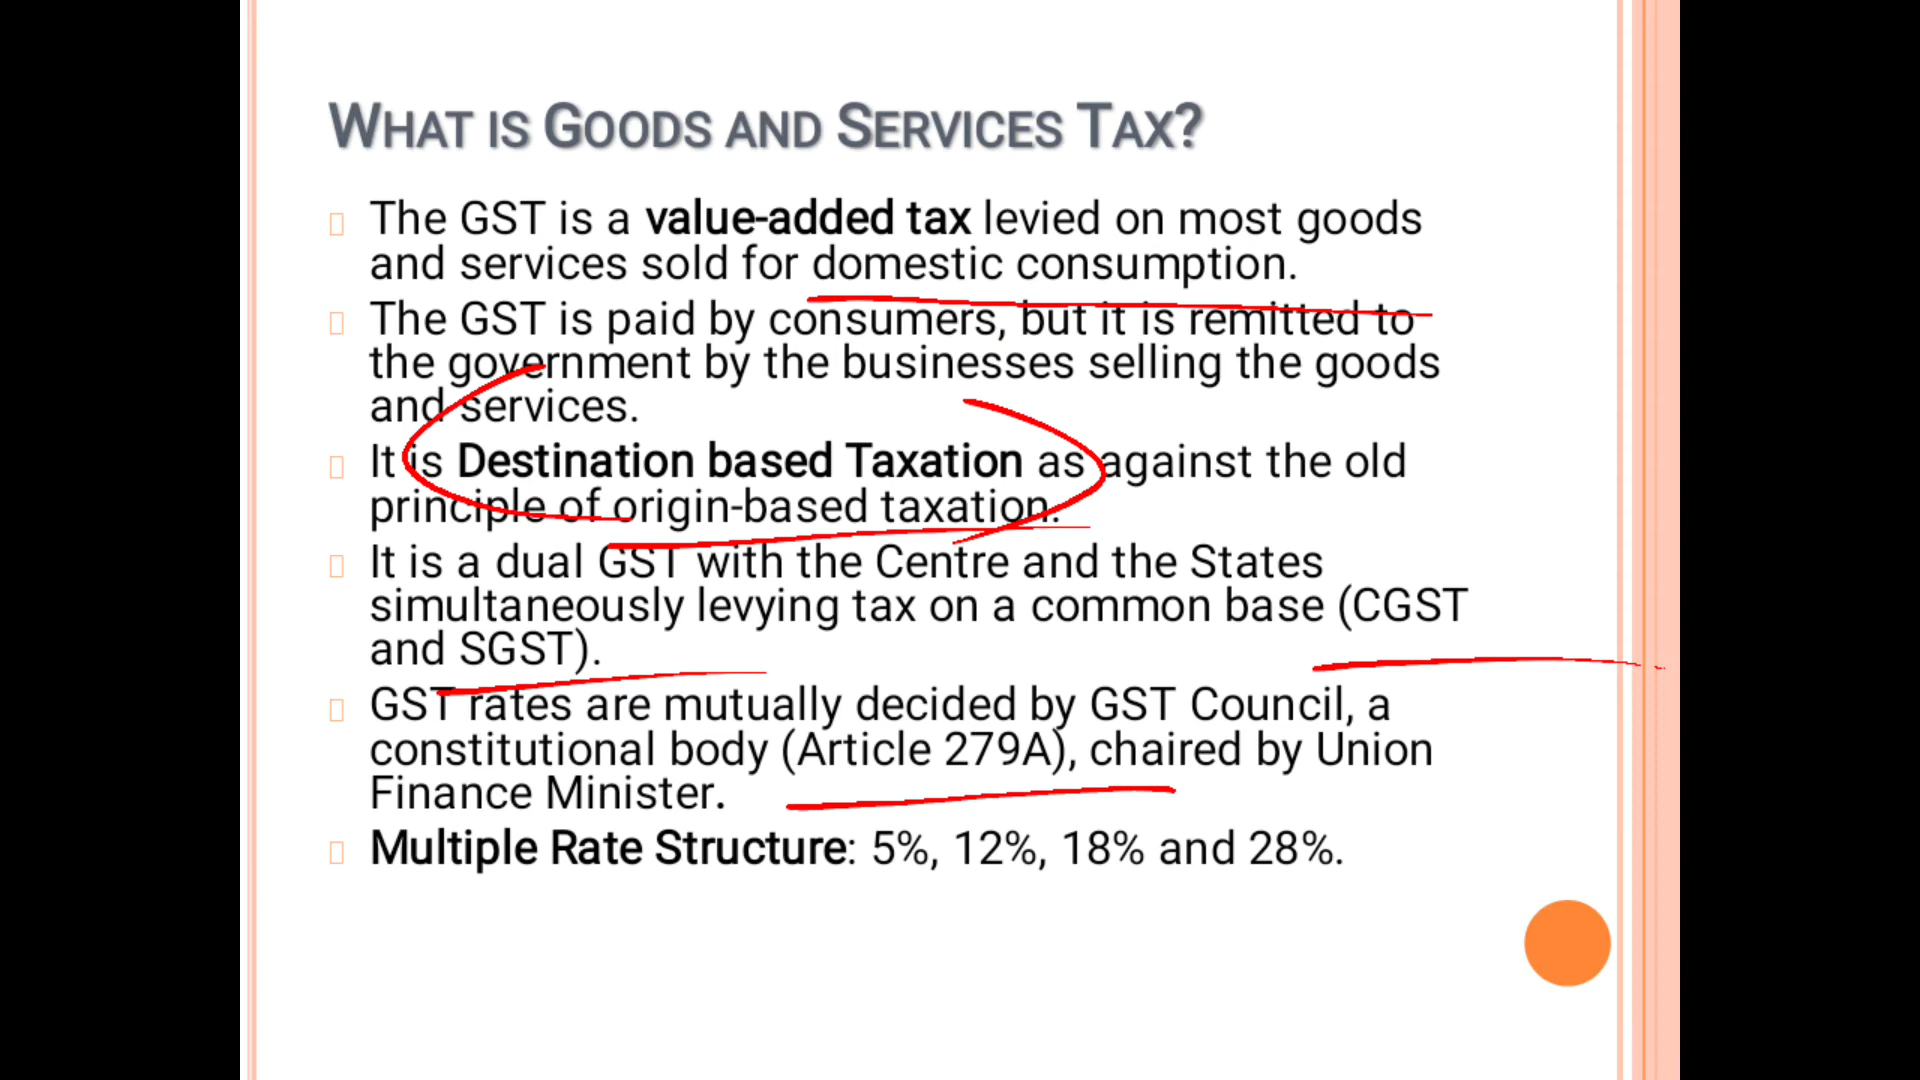 WHAT IS GOODS AND SERVICES TAX?
The GST is a value-added tax levied on most goods
and services sold for domestic consumption.
The GST is paid by consumers, but it is remitted to
the government by the businesses selling the goods
and services.
It is Destination based Taxation as against the old
principle of origin-based taxation.
It is a dual GST with the Centre and the States
simultaneously levying tax on a common base (CGST
and SGST).
GST rates are mutually decided by GST Council, a
constitutional body (Article 279A), chaired by Union
Finance Minister.
Multiple Rate Structure: 5%, 12%, 18% and 28%.